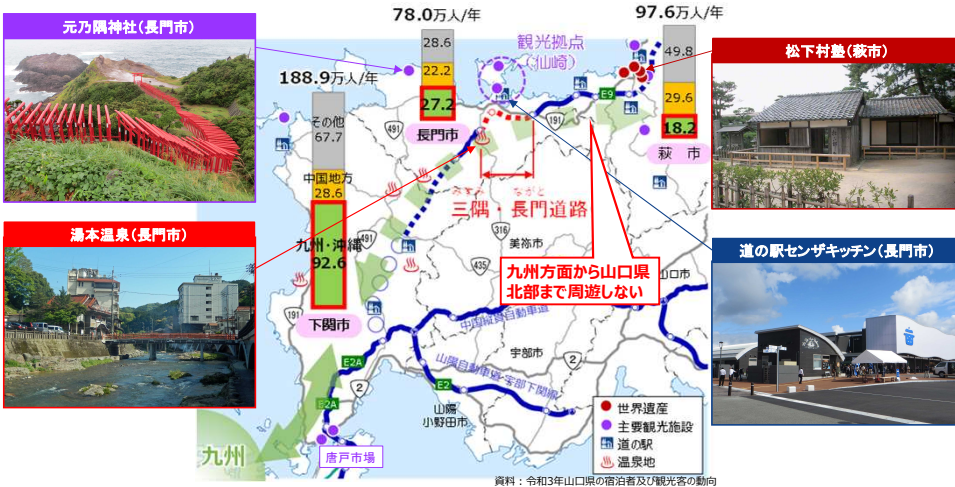 元乃隅神社(長門市)
78.0万人/年
28.6
22.2
27.2
長門市
97.6万人/年
49.8
29.6
18.2
萩 市
観光拠点
(仙崎)
松下村塾(萩市)
188.9万人/年
その他
67.7
中国地方
28.6
九州・沖縄
92.6
下関市
E9
191
491
みすみ ながと
三隅・長門道路
316
美祢市
435
491
191
湯本温泉(長門市)
九州方面から山口県
北部まで周遊しない
道の駅センザキッチン(長門市)
山口市
中国縦貫自動車道
宇部市
山陽自動車道・宇部下関線
2
E2A
E2
2
E2A
山陽
小野田市
九州
唐戸市場
世界遺産
主要観光施設
道の駅
温泉地
資料:令和3年山口県の宿泊者及び観光客の動向